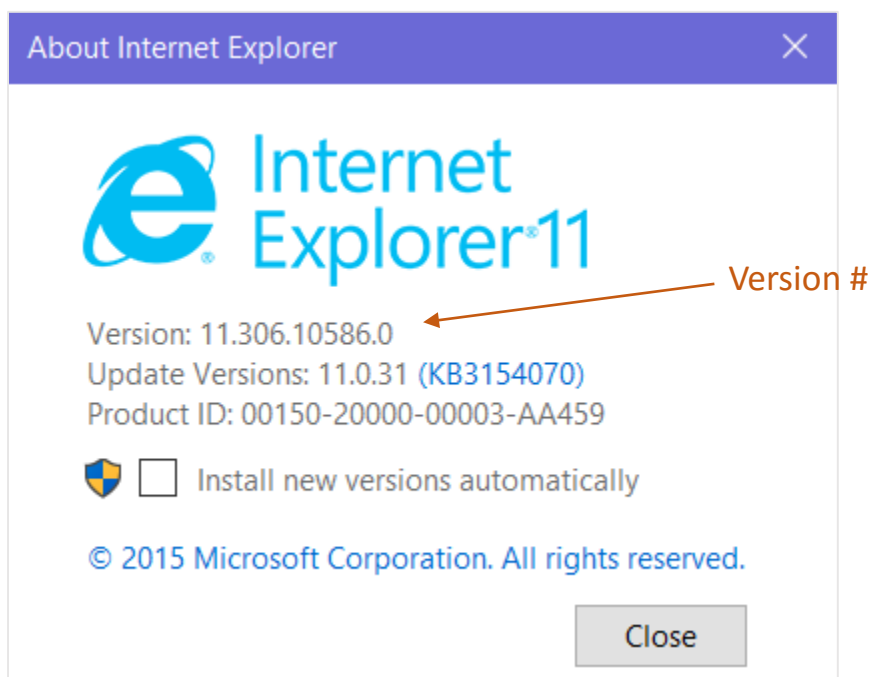 About Internet Explorer
Internet
Explorer®11
Version #
Version: 11.306.10586.0
Update Versions: 11.0.31 (KB3154070)
Product ID: 00150-20000-00003-AA459
Install new versions automatically
© 2015 Microsoft Corporation. All rights reserved.
Close